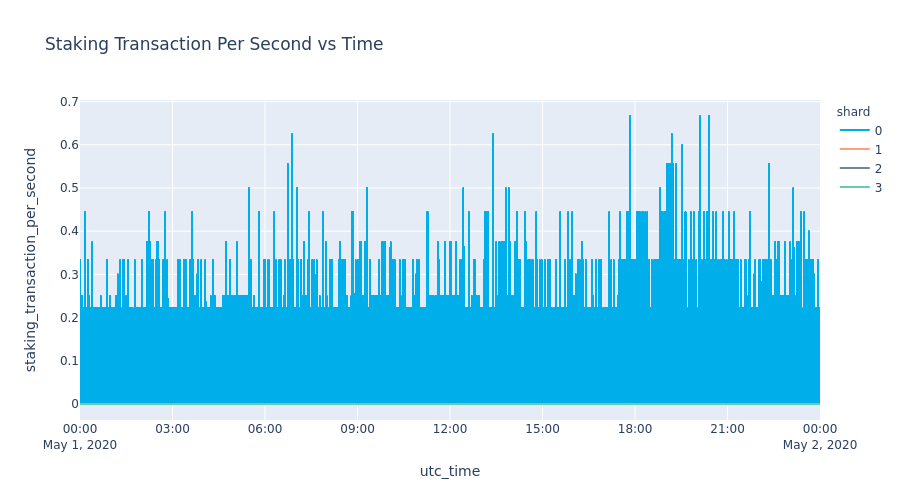 Staking Transaction Per Second vs Time
staking_transaction_per_second
0.7
0.6
0.5
0.4
0.3
0.2
0.1
0
00:00 03:00 06:00 09:00 12:00 15:00 18:00 21:00 00:00
May 1, 2020 May 2, 2020
utc_time
shard
0
1
2
3